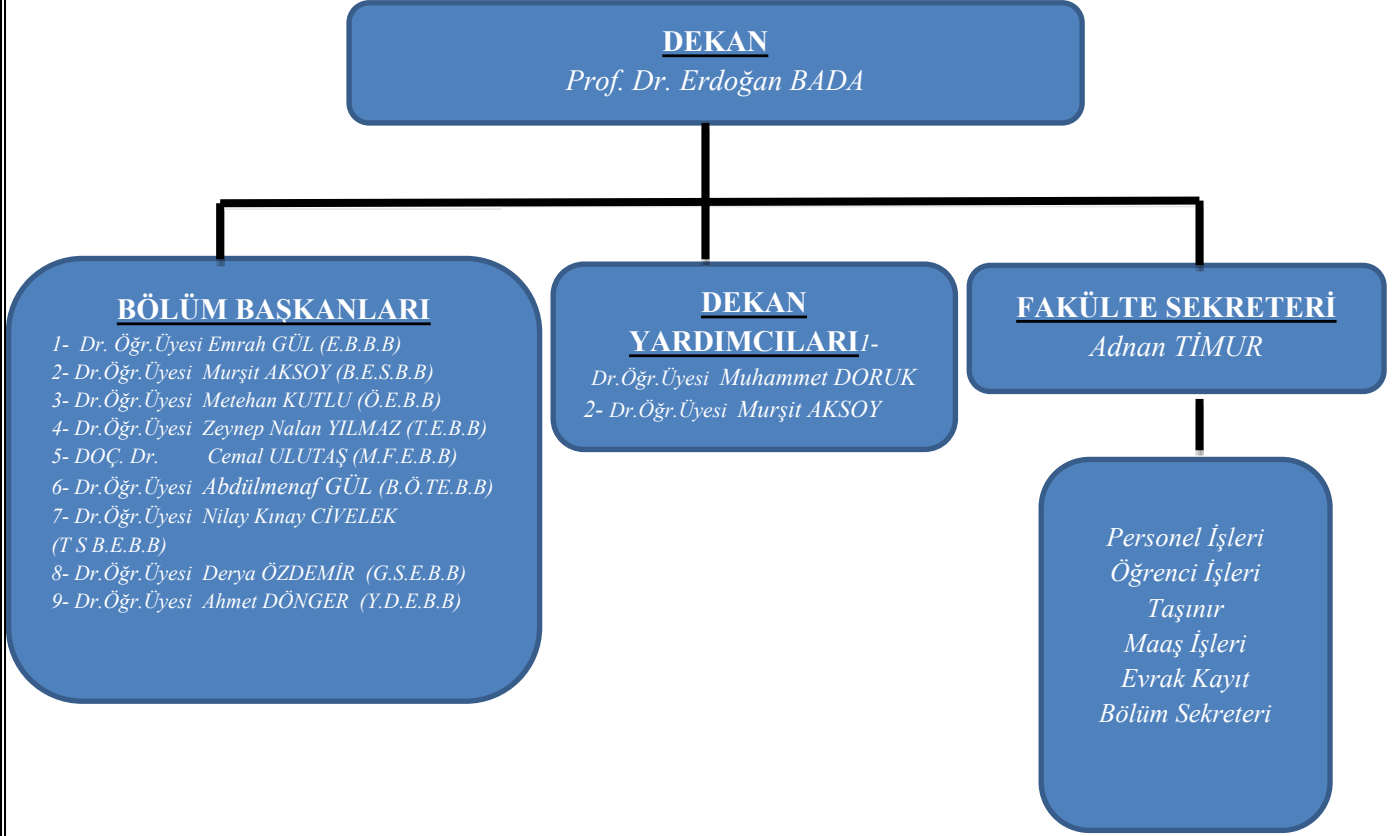 DEKAN
Prof. Dr. Erdoğan BADA
BÖLÜM BAŞKANLARI
1- Dr. Öğr.Üyesi Emrah GÜL (E.B.B.B)
2- Dr.Öğr.Üyesi Murşit AKSOY (B.E.S.B.B)
3- Dr.Öğr.Üyesi Metehan KUTLU (Ö.E.B.B)
4- Dr.Öğr.Üyesi Zeynep Nalan YILMAZ (T.E.B.B)
5- DOÇ. Dr. Cemal ULUTAŞ (M.F.E.B.B)
6- Dr.Öğr.Üyesi Abdülmenaf GÜL (B.Ö.TE.B.B)
7- Dr.Öğr.Üyesi Nilay Kınay CİVELEK
(T S B.E.B.B)
8- Dr.Öğr.Üyesi Derya ÖZDEMİR (G.S.E.B.B)
9- Dr.Öğr.Üyesi Ahmet DÖNGER (Y.D.E.B.B)
DEKAN
YARDIMCILARI1-
Dr.Öğr.Üyesi Muhammet DORUK
2- Dr.Öğr.Üyesi Murşit AKSOY
FAKÜLTE SEKRETERİ
Adnan TİMUR
Personel İşleri
Öğrenci İşleri
Taşınır
Maaş İşleri
Evrak Kayıt
Bölüm Sekreteri